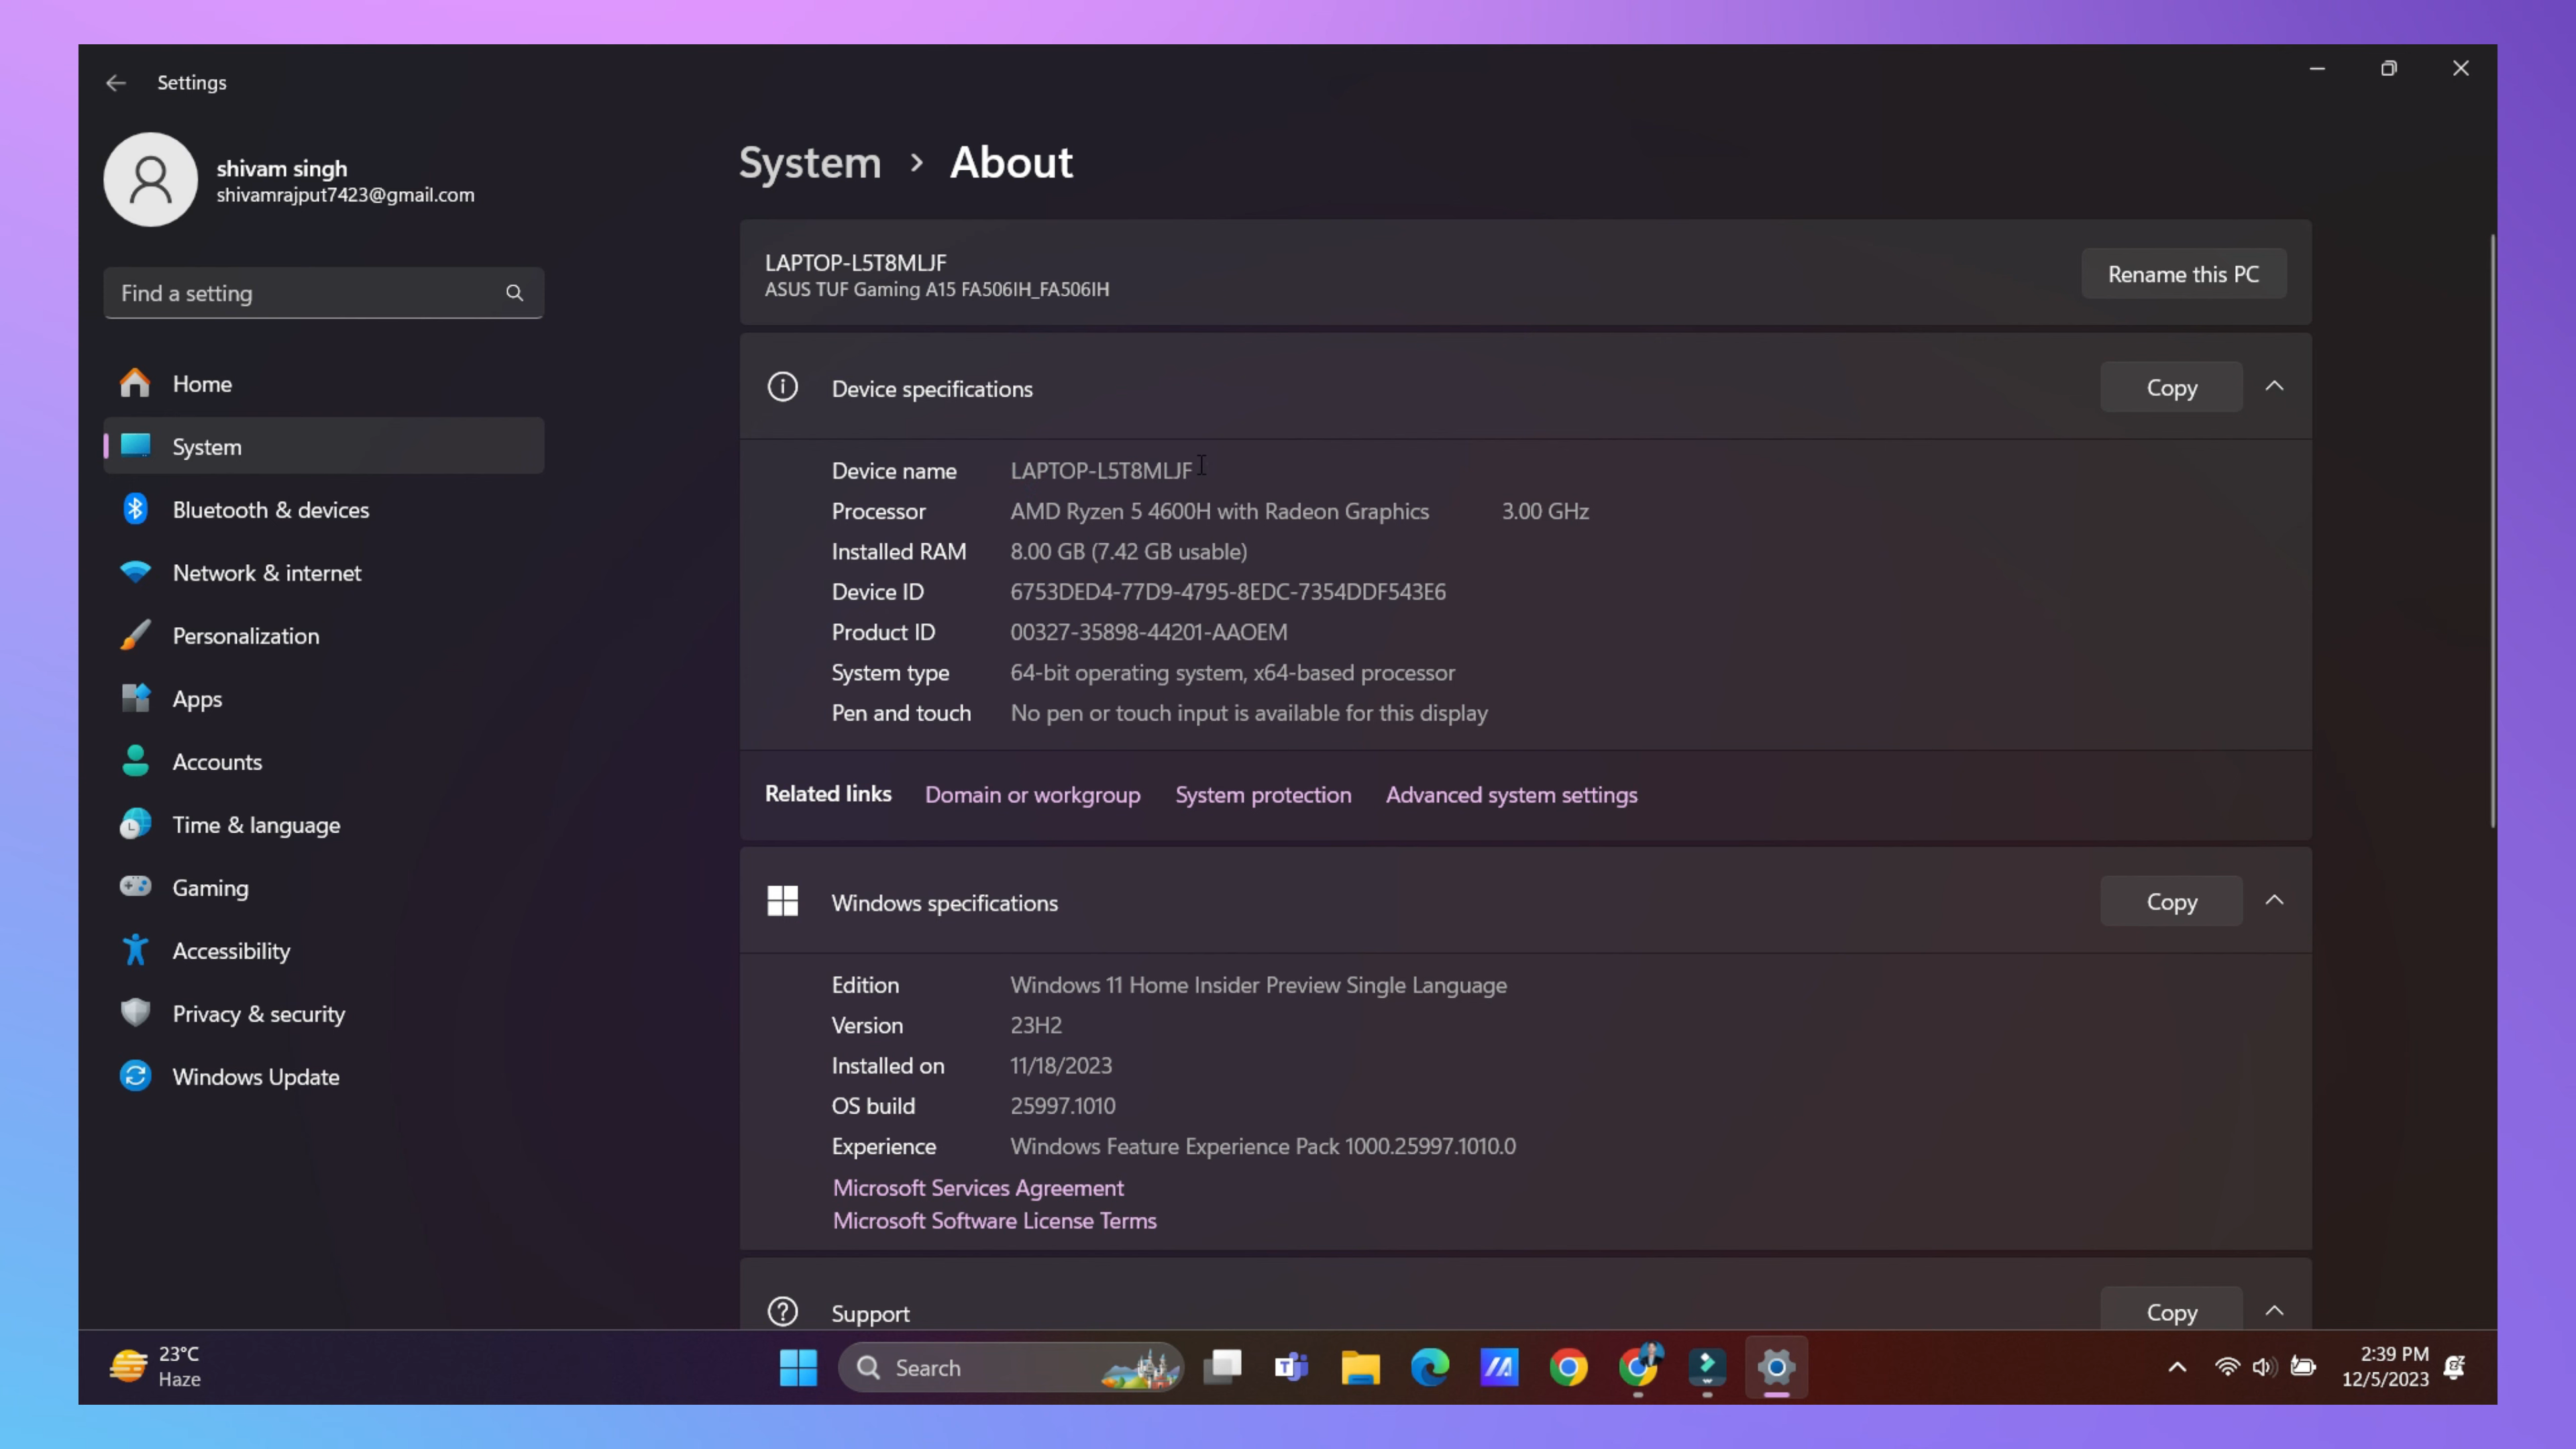 Settings
shivam singh
shivamrajput7423@gmail.com
Find a setting
Home
System
Bluetooth & devices
Network & internet
Personalization
Apps
Accounts
Time & language
Gaming
Accessibility
Privacy & security
Windows Update
System > About
LAPTOP-L5T8MLJF
ASUS TUF Gaming A15 FA506IH_FA506IH
Rename this PC
Device specifications
Copy
Device name LAPTOP-L5T8MLJF
Processor AMD Ryzen 5 4600H with Radeon Graphics 3.00 GHz
Installed RAM 8.00 GB (7.42 GB usable)
Device ID 6753DED4-77D9-4795-8EDC-7354DDF543E6
Product ID 00327-35898-44201-AAOEM
System type 64-bit operating system, x64-based processor
Pen and touch No pen or touch input is available for this display
Related links Domain or workgroup System protection Advanced system settings
Windows specifications
Copy
Edition Windows 11 Home Insider Preview Single Language
Version 23H2
Installed on 11/18/2023
OS build 25997.1010
Experience Windows Feature Experience Pack 1000.25997.1010.0
Microsoft Services Agreement
Microsoft Software License Terms
Support
Copy
23°C
Haze
Search
2:39 PM
12/5/2023